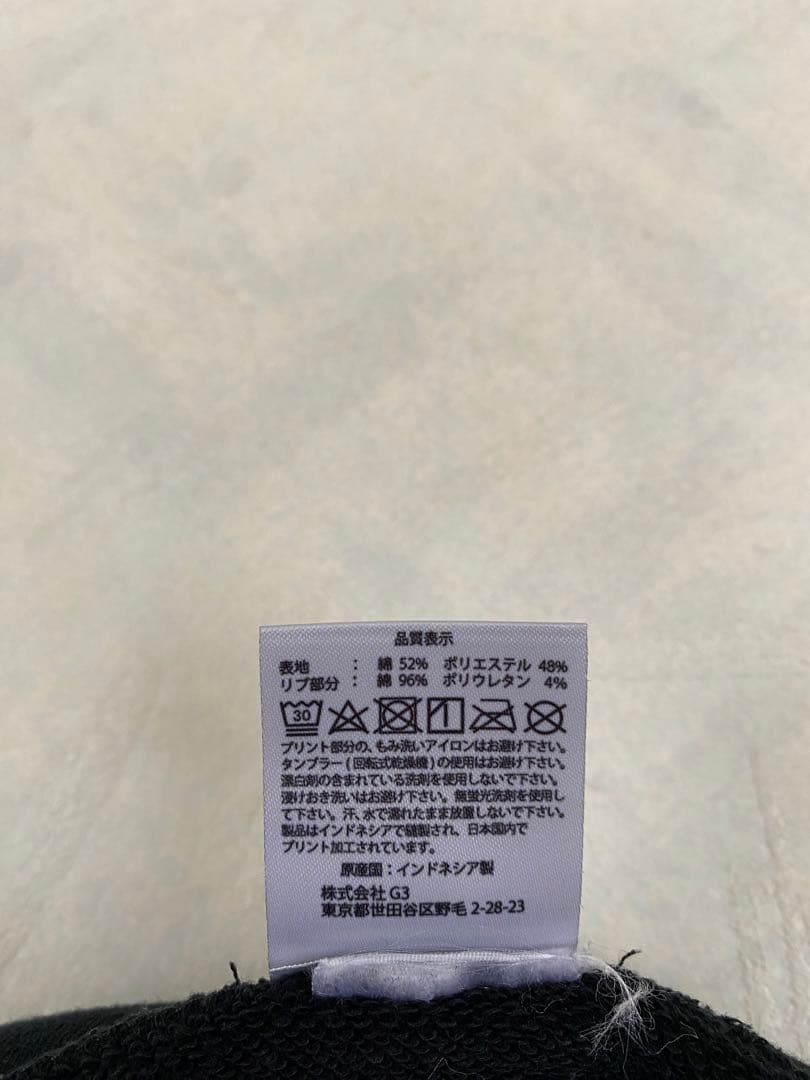 品質表示
表地 : 綿 52% ポリエステル 48%
リブ部分 : 綿 96% ポリウレタン 4%
30
プリント部分の、もみ洗いアイロンはお避け下さい。
タンブラー(回転式乾燥機)の使用はお避け下さい。
漂白剤の含まれている洗剤を使用しないで下さい。
浸けおき洗いはお避け下さい。無蛍光洗剤を使用し
て下さい。汗、水で濡れたまま放置しないで下さい。
製品はインドネシアで縫製され、日本国内で
プリント加工されています。
原産国：インドネシア製
株式会社 G3
東京都世田谷区野毛 2-28-23